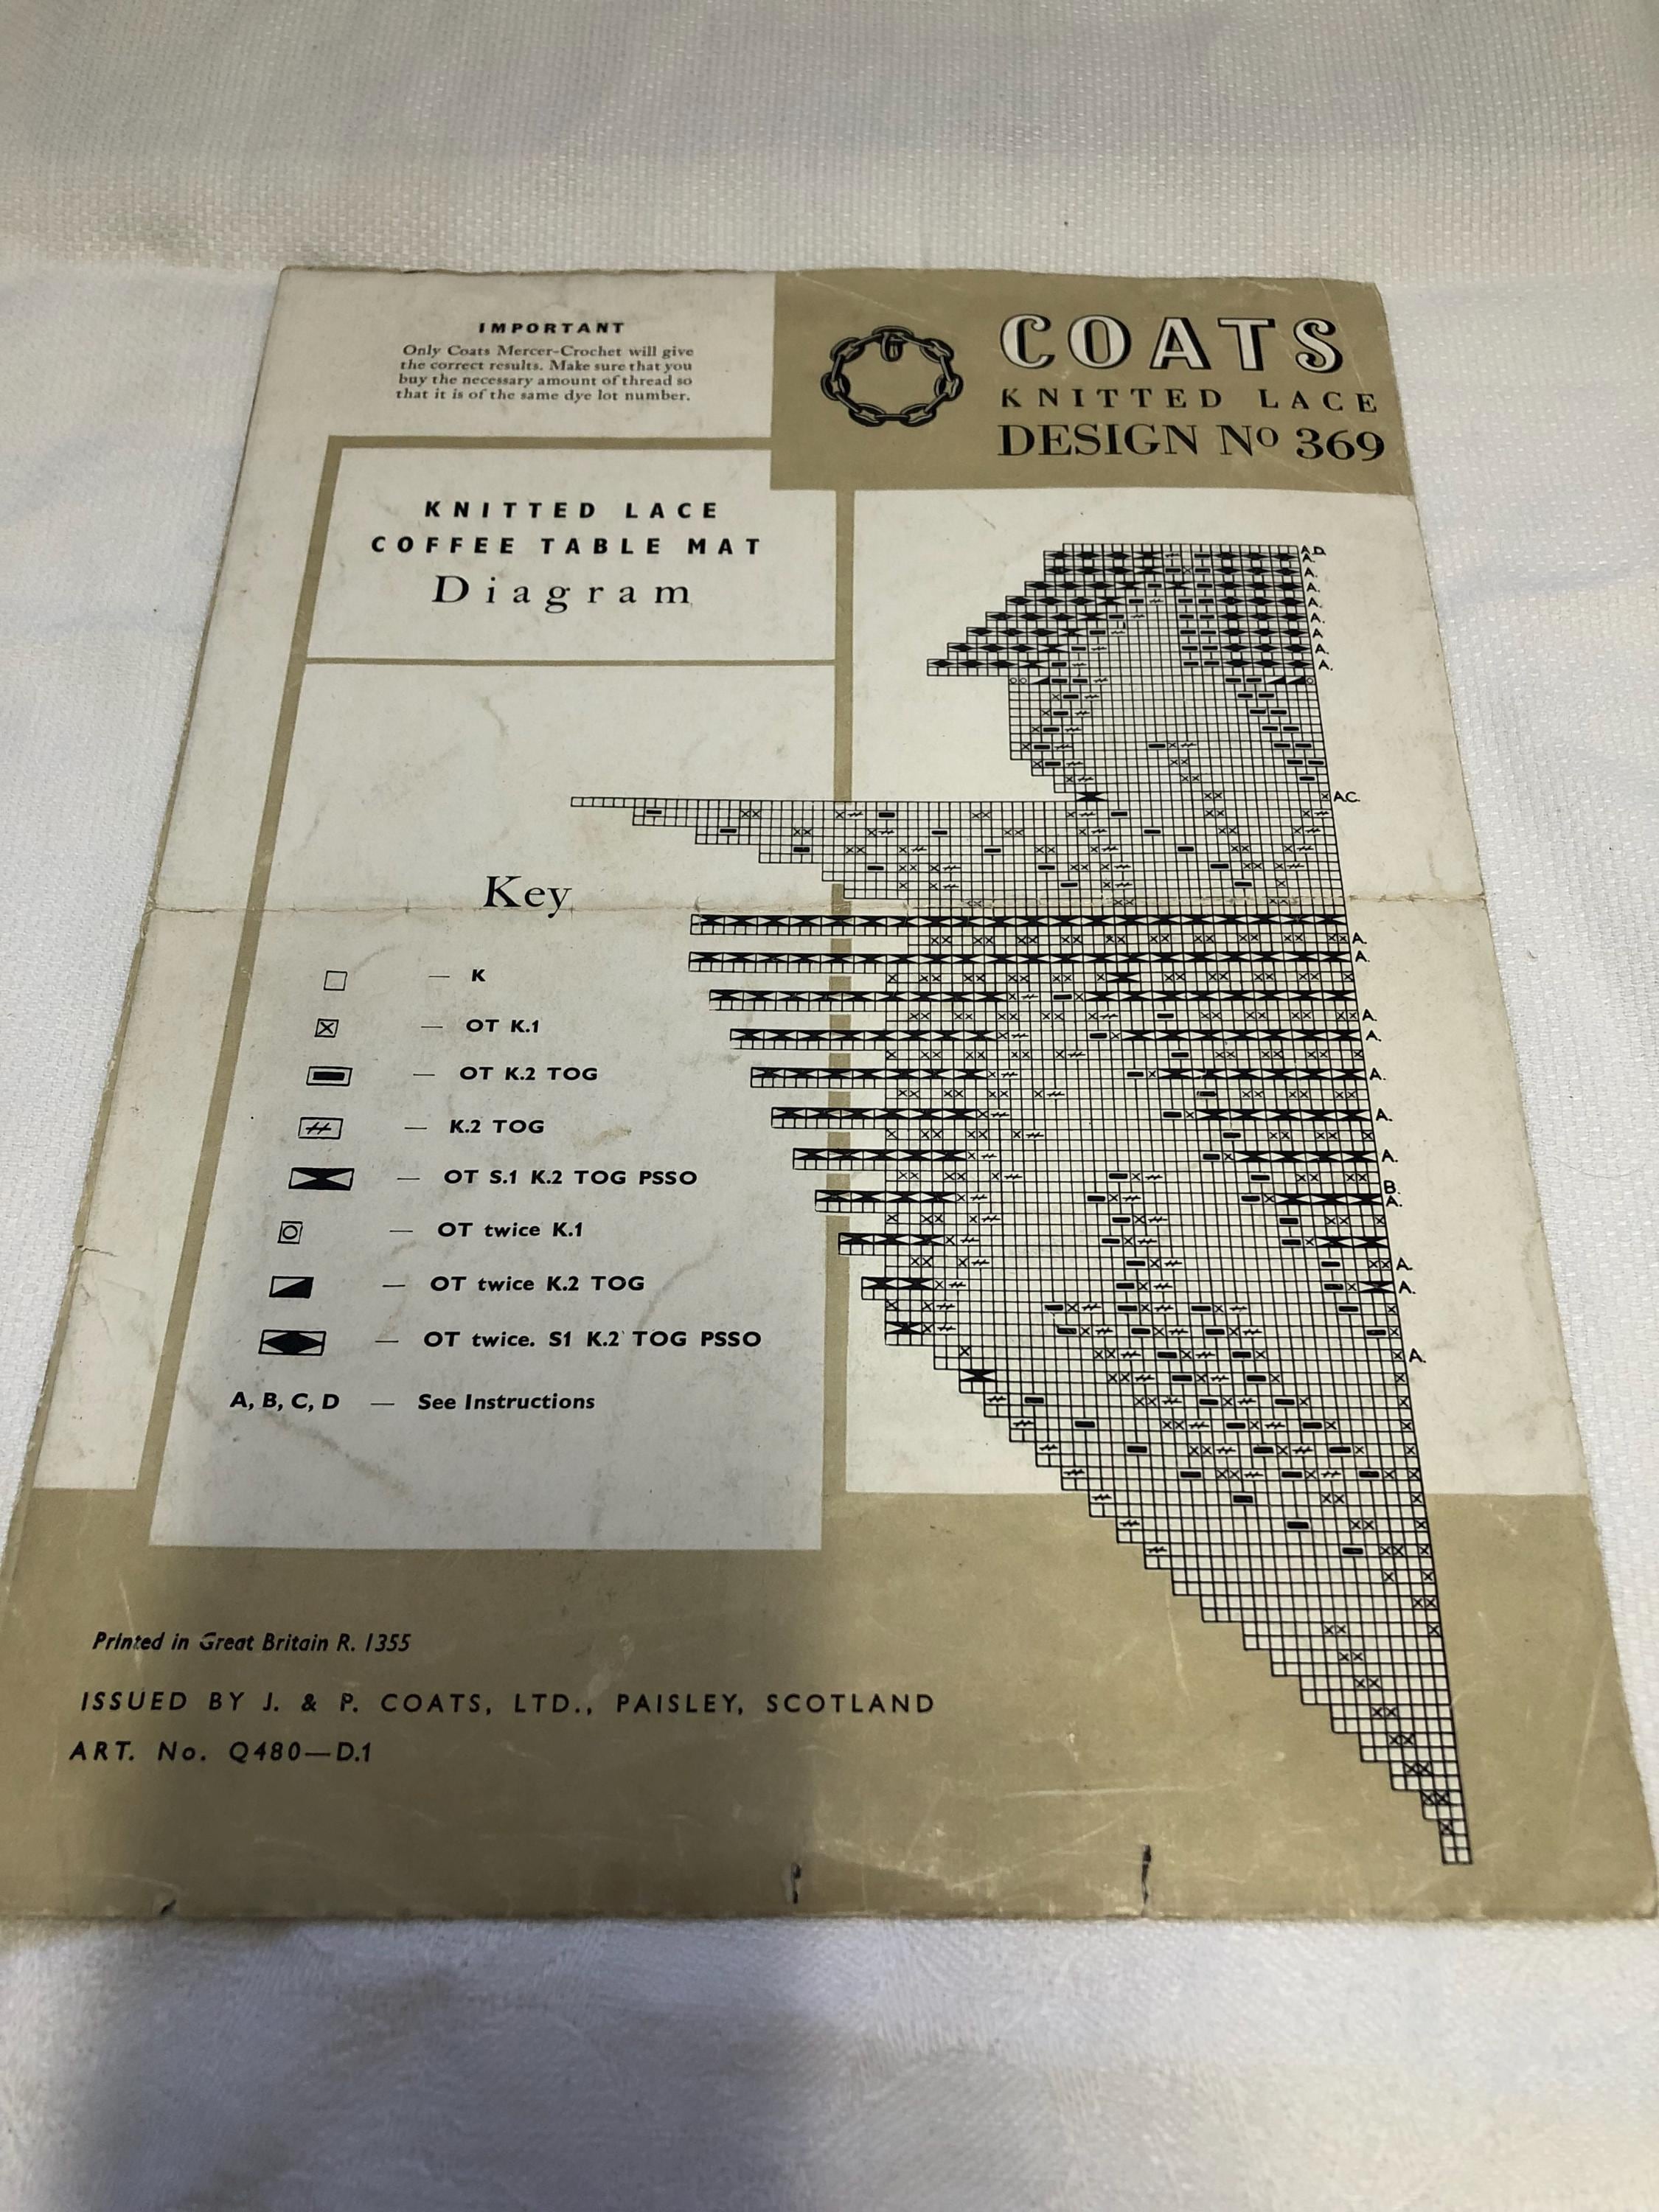 IMPORTANT
Only Coats Mercer-Crochet will give
the correct results. Make sure that you
buy the necessary amount of thread so
that it is of the same dye lot number.
COATS
KNITTED LACE
DESIGN No 369
KNITTED LACE
COFFEE TABLE MAT
Diagram
A.D.
A.
A.
A.
A.
A.
A
A.
A.
A.C.
A.
A.
A.
A.
A.
A.
A.
B.
A.
A.
A.
A.
Key
— K
— OT K.1
— OT K.2 TOG
— K.2 TOG
— OT S.1 K.2 TOG PSSO
— OT twice K.1
— OT twice K.2 TOG
— OT twice. S1 K.2 TOG PSSO
A, B, C, D — See Instructions
Printed in Great Britain R. 1355
ISSUED BY J. & P. COATS, LTD., PAISLEY, SCOTLAND
ART. No. Q480—D.1